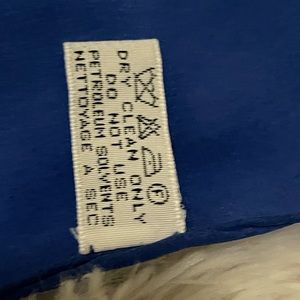 DRY CLEAN ONLY
DO NOT USE
PETROLEUM SOLVENTS
NETTOYAGE A SEC